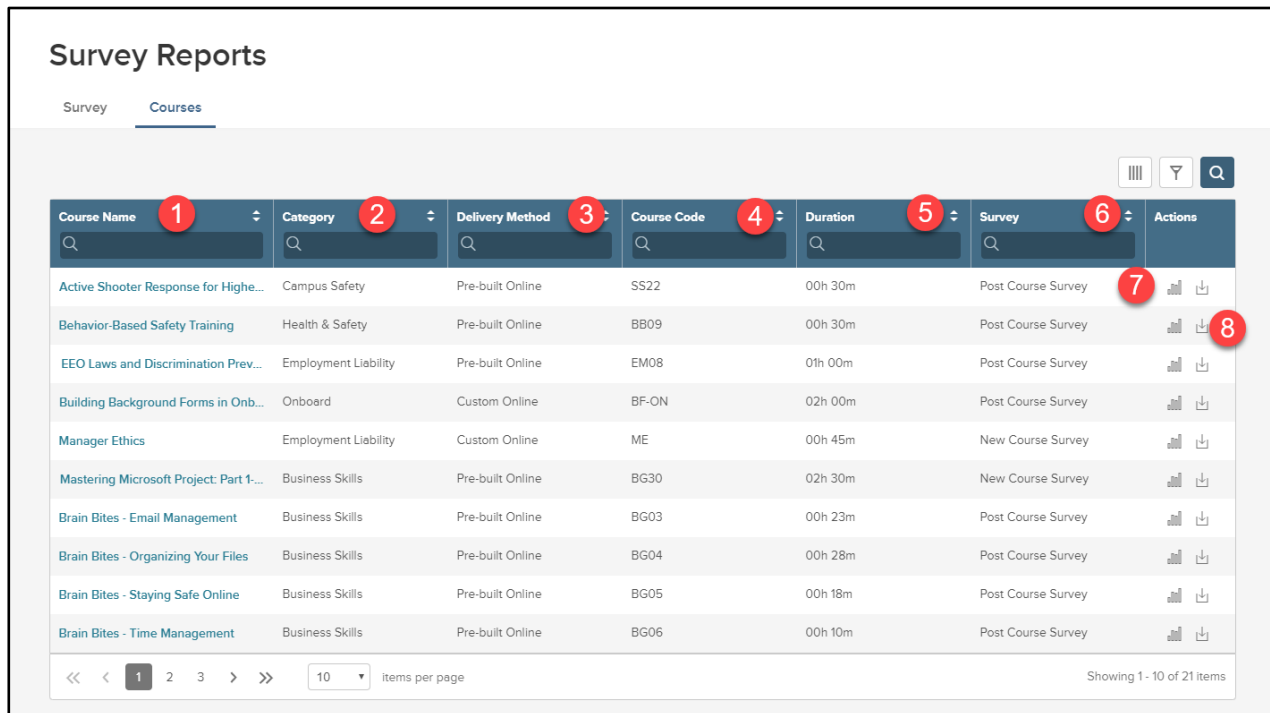 Survey Reports
Survey Courses
Course Name 1 Category 2 Delivery Method 3 Course Code 4 Duration 5 Survey 6 Actions
Active Shooter Response for Highe... Campus Safety Pre-built Online SS22 00h 30m Post Course Survey 7
Behavior-Based Safety Training Health & Safety Pre-built Online BB09 00h 30m Post Course Survey 8
EEO Laws and Discrimination Prev... Employment Liability Pre-built Online EM08 01h 00m Post Course Survey
Building Background Forms in Onb... Onboard Custom Online BF-ON 02h 00m Post Course Survey
Manager Ethics Employment Liability Custom Online ME 00h 45m New Course Survey
Mastering Microsoft Project: Part 1-... Business Skills Pre-built Online BG30 02h 30m New Course Survey
Brain Bites - Email Management Business Skills Pre-built Online BG03 00h 23m Post Course Survey
Brain Bites - Organizing Your Files Business Skills Pre-built Online BG04 00h 28m Post Course Survey
Brain Bites - Staying Safe Online Business Skills Pre-built Online BG05 00h 18m Post Course Survey
Brain Bites - Time Management Business Skills Pre-built Online BG06 00h 10m Post Course Survey
1 2 3 10 items per page Showing 1 - 10 of 21 items